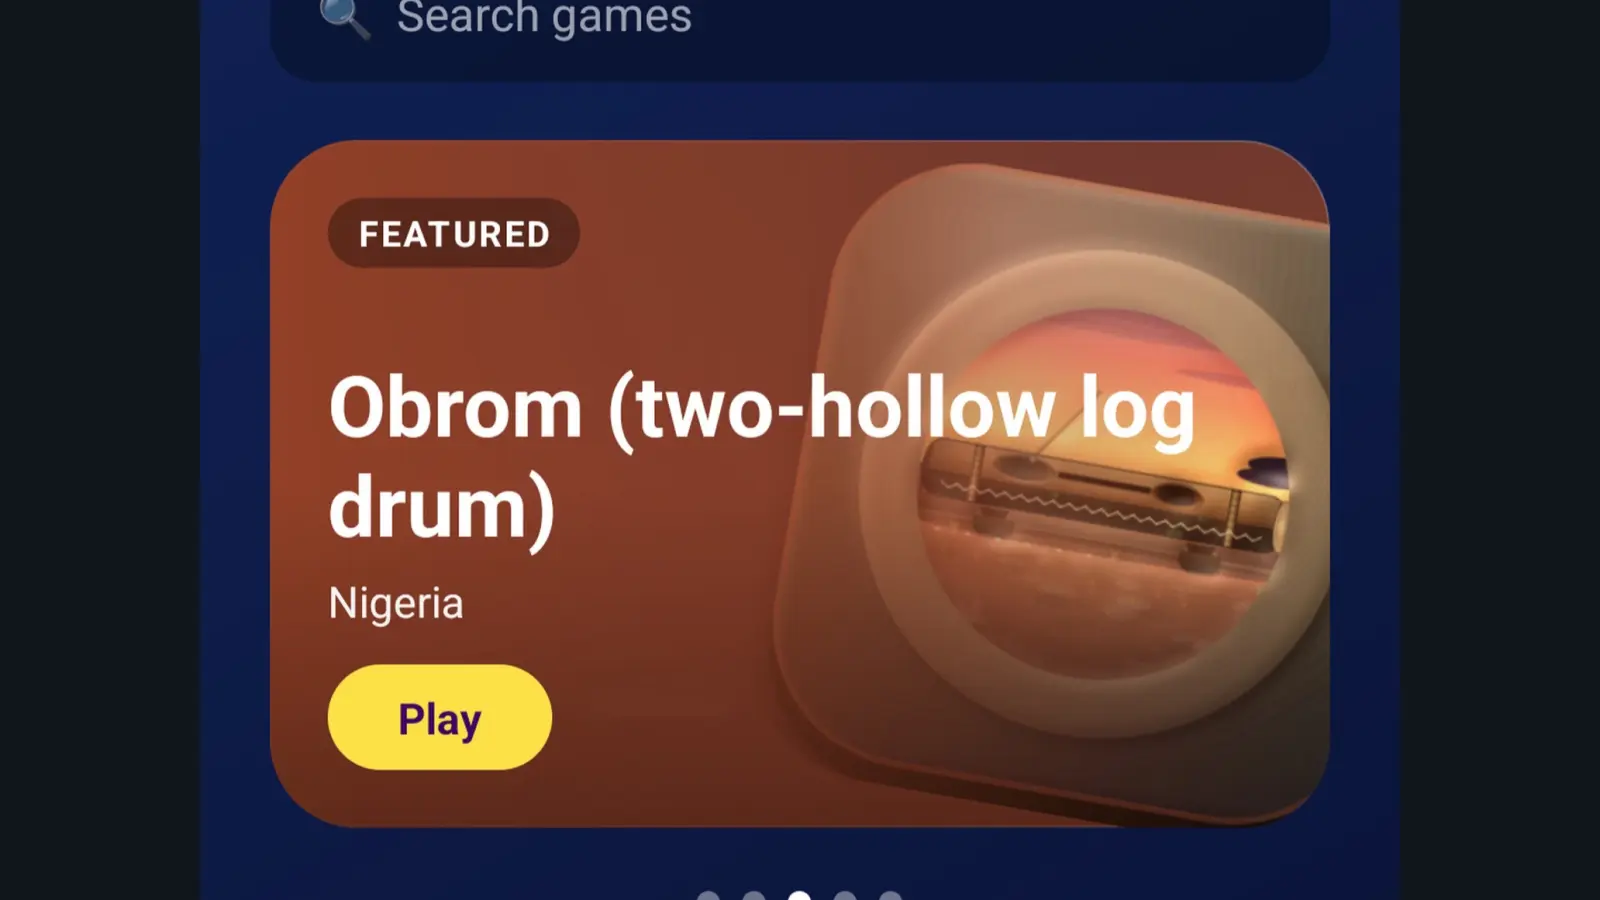 Search games
FEATURED
Obrom (two-hollow log
drum)
Nigeria
Play